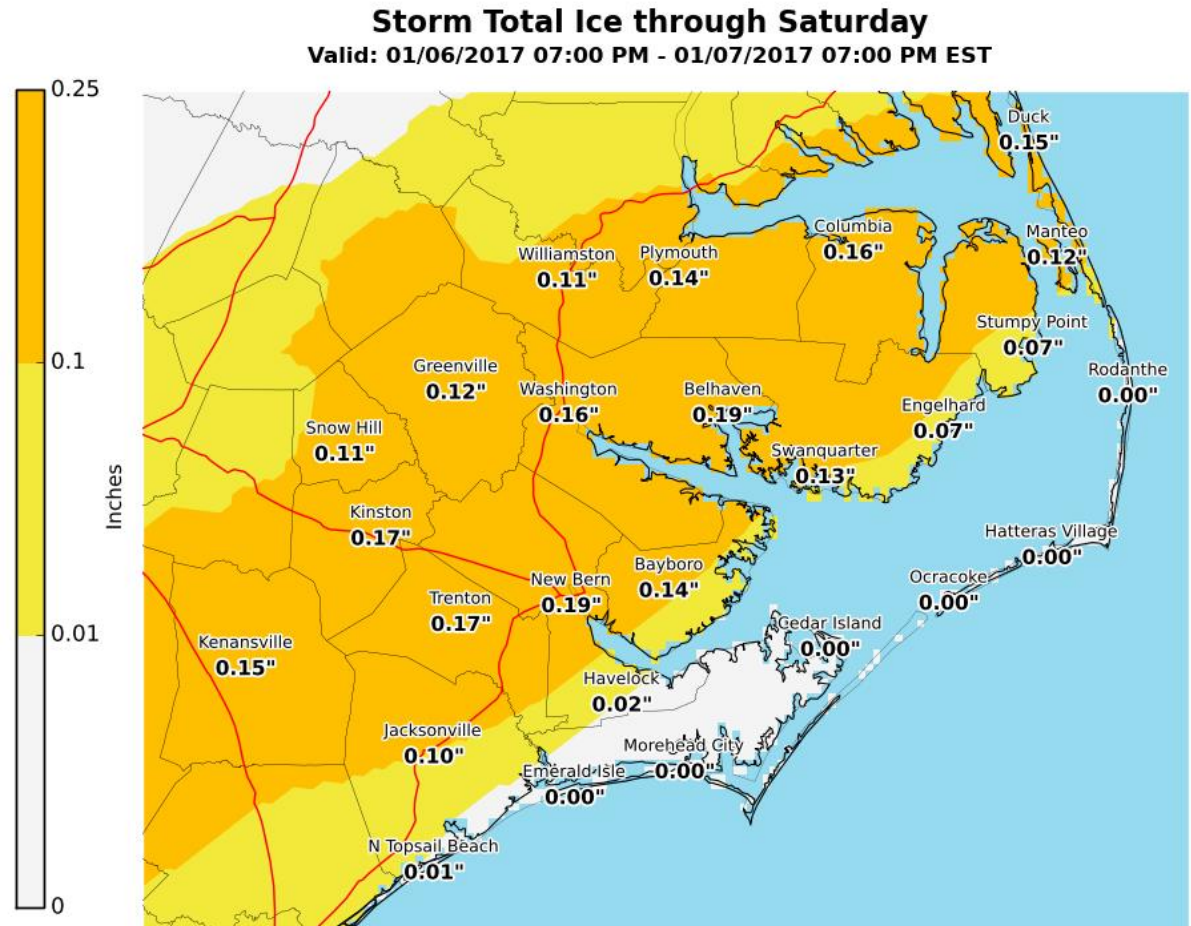 Storm Total Ice through Saturday
Valid: 01/06/2017 07:00 PM - 01/07/2017 07:00 PM EST
0.25
0.1
0.01
0
Inches
Duck
0.15"
Columbia
0.16"
Manteo
0.12"
Williamston
0.11"
Plymouth
0.14"
Stumpy Point
0.07"
Greenville
0.12"
Washington
0.16"
Belhaven
0.19"
Rodanthe
0.00"
Engelhard
0.07"
Snow Hill
0.11"
Swanquarter
0.13"
Kinston
0.17"
Hatteras Village
0.00"
New Bern
0.19"
Bayboro
0.14"
Ocracoke
0.00"
Trenton
0.17"
Kenansville
0.15"
Cedar Island
0.00"
Havelock
0.02"
Jacksonville
0.10"
Morehead City
0.00"
Emerald Isle
0.00"
N Topsail Beach
0.01"